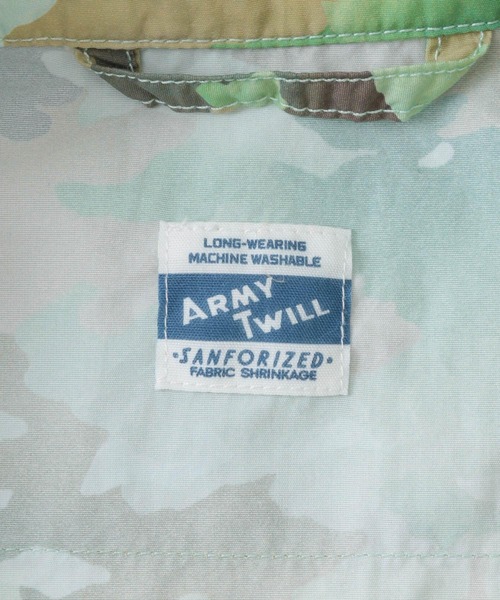 LONG-WEARING
MACHINE WASHABLE
ARMY
TWILL
•SANFORIZED•
FABRIC SHRINKAGE